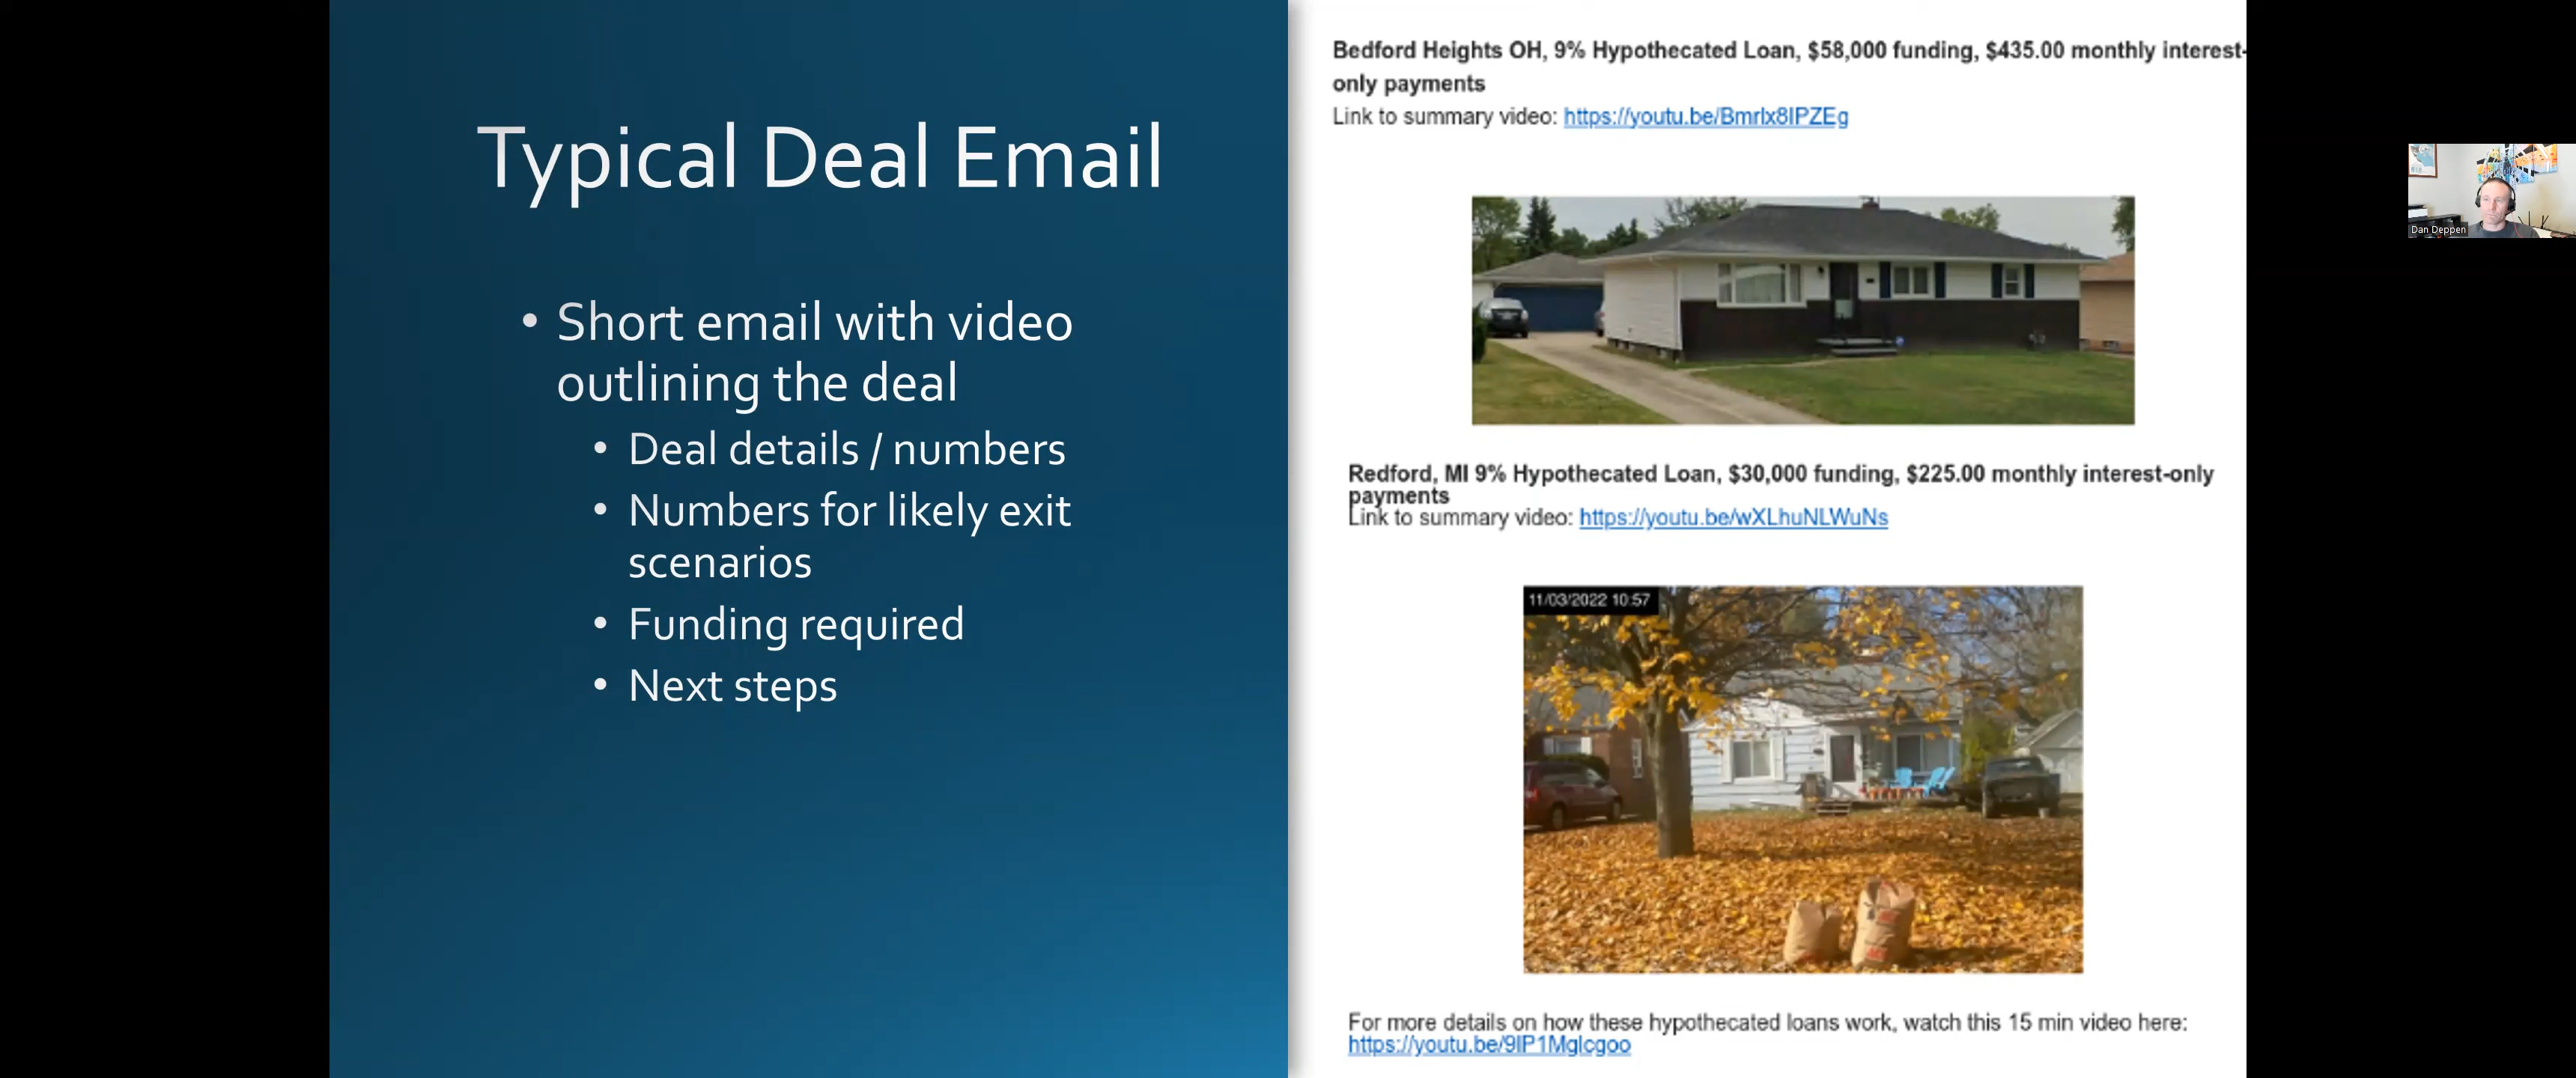 Typical Deal Email
• Short email with video
outlining the deal
• Deal details / numbers
• Numbers for likely exit
scenarios
• Funding required
• Next steps
Bedford Heights OH, 9% Hypothecated Loan, $58,000 funding, $435.00 monthly interest-
only payments
Link to summary video: https://youtu.be/Bmrlx8IPZEg
Redford, MI 9% Hypothecated Loan, $30,000 funding, $225.00 monthly interest-only
payments
Link to summary video: https://youtu.be/wXLhuNLWuNs
11/03/2022 10:57
For more details on how these hypothecated loans work, watch this 15 min video here:
https://youtu.be/9IP1Mglcgoo
Dan Deppen